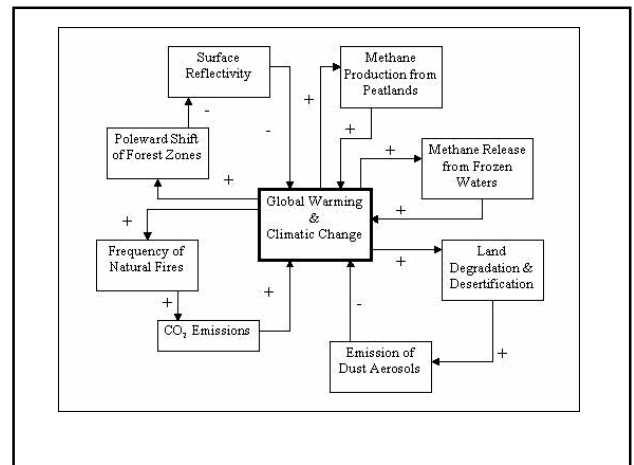 Surface
Reflectivity
Methane
Production from
Peatlands
+
-
-
+
Poleward Shift
of Forest Zones
+
Methane Release
from Frozen
Waters
+
Global Warming
&
Climatic Change
+
+
Frequency of
Natural Fires
+
Land
Degradation &
Desertification
+
+
-
CO₂ Emissions
Emission of
Dust Aerosols
+